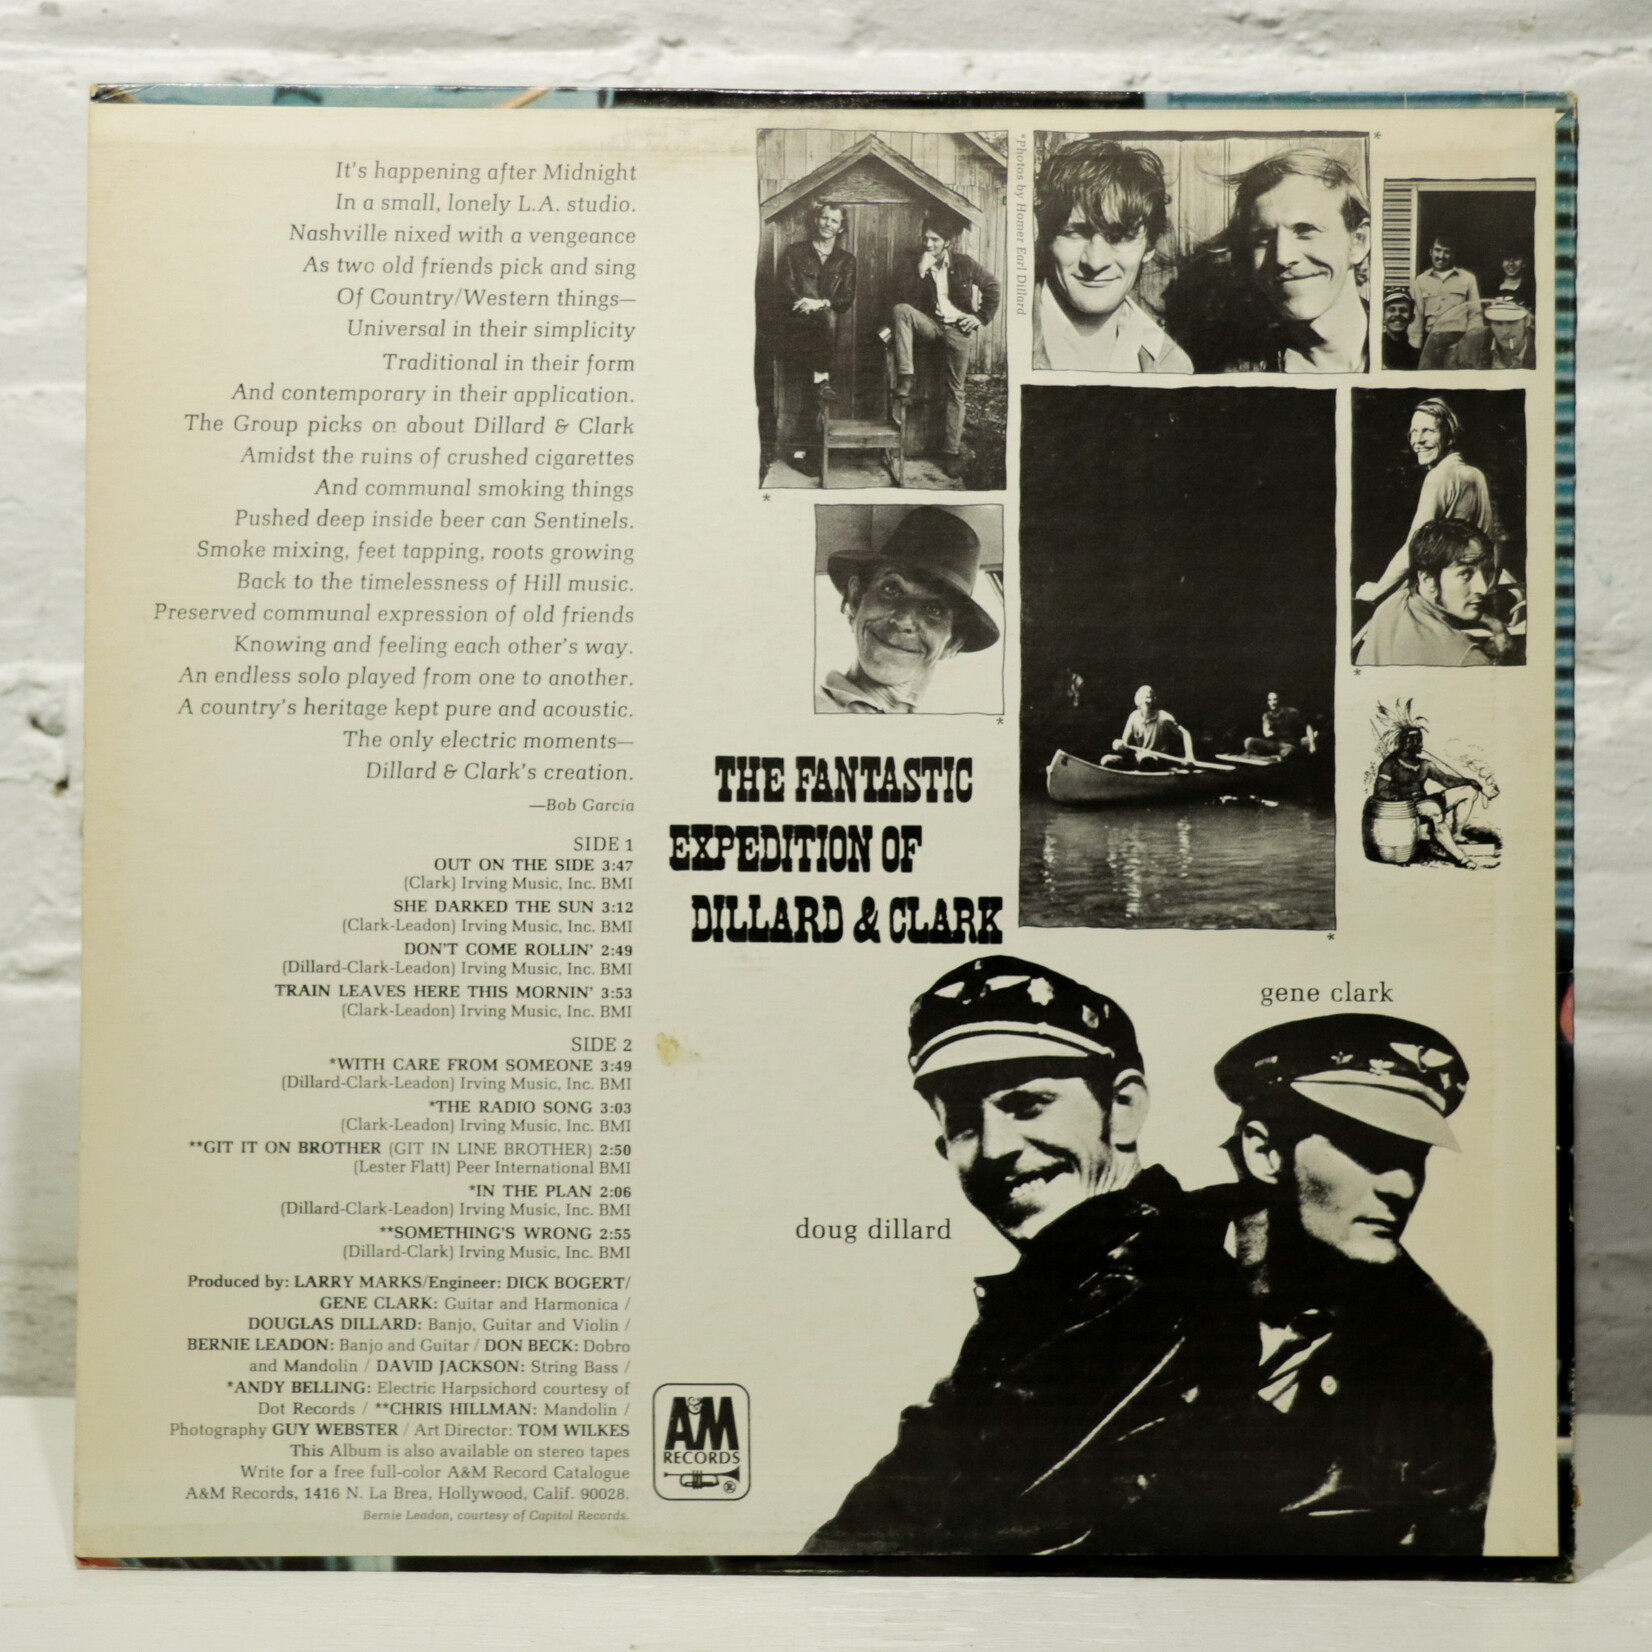 It's happening after Midnight
In a small, lonely L.A. studio.
Nashville nixed with a vengeance
As two old friends pick and sing
Of Country/Western things—
Universal in their simplicity
Traditional in their form
And contemporary in their application.
The Group picks on about Dillard & Clark
Amidst the ruins of crushed cigarettes
And communal smoking things
Pushed deep inside beer can Sentinels.
Smoke mixing, feet tapping, roots growing
Back to the timelessness of Hill music.
Preserved communal expression of old friends
Knowing and feeling each other's way.
An endless solo played from one to another.
A country's heritage kept pure and acoustic.
The only electric moments—
Dillard & Clark's creation.
—Bob Garcia
SIDE 1
OUT ON THE SIDE 3:47
(Clark) Irving Music, Inc. BMI
SHE DARKED THE SUN 3:12
(Clark-Leadon) Irving Music, Inc. BMI
DON'T COME ROLLIN' 2:49
(Dillard-Clark-Leadon) Irving Music, Inc. BMI
TRAIN LEAVES HERE THIS MORNIN' 3:53
(Clark-Leadon) Irving Music, Inc. BMI
SIDE 2
*WITH CARE FROM SOMEONE 3:49
(Dillard-Clark-Leadon) Irving Music, Inc. BMI
*THE RADIO SONG 3:03
(Clark-Leadon) Irving Music, Inc. BMI
**GIT IT ON BROTHER (GIT IN LINE BROTHER) 2:50
(Lester Flatt) Peer International BMI
*IN THE PLAN 2:06
(Dillard-Clark-Leadon) Irving Music, Inc. BMI
**SOMETHING'S WRONG 2:55
(Dillard-Clark) Irving Music, Inc. BMI
Produced by: LARRY MARKS/Engineer: DICK BOGERT/
GENE CLARK: Guitar and Harmonica /
DOUGLAS DILLARD: Banjo, Guitar and Violin /
BERNIE LEADON: Banjo and Guitar / DON BECK: Dobro
and Mandolin / DAVID JACKSON: String Bass /
*ANDY BELLING: Electric Harpsichord courtesy of
Dot Records / **CHRIS HILLMAN: Mandolin /
Photography GUY WEBSTER / Art Director: TOM WILKES
This Album is also available on stereo tapes
Write for a free full-color A&M Record Catalogue
A&M Records, 1416 N. La Brea, Hollywood, Calif. 90028.
Bernie Leadon, courtesy of Capitol Records.
*Photos by Homer Earl Dillard
*
*
*
*
*
THE FANTASTIC
EXPEDITION OF
DILLARD & CLARK
gene clark
doug dillard
A&M
RECORDS
®